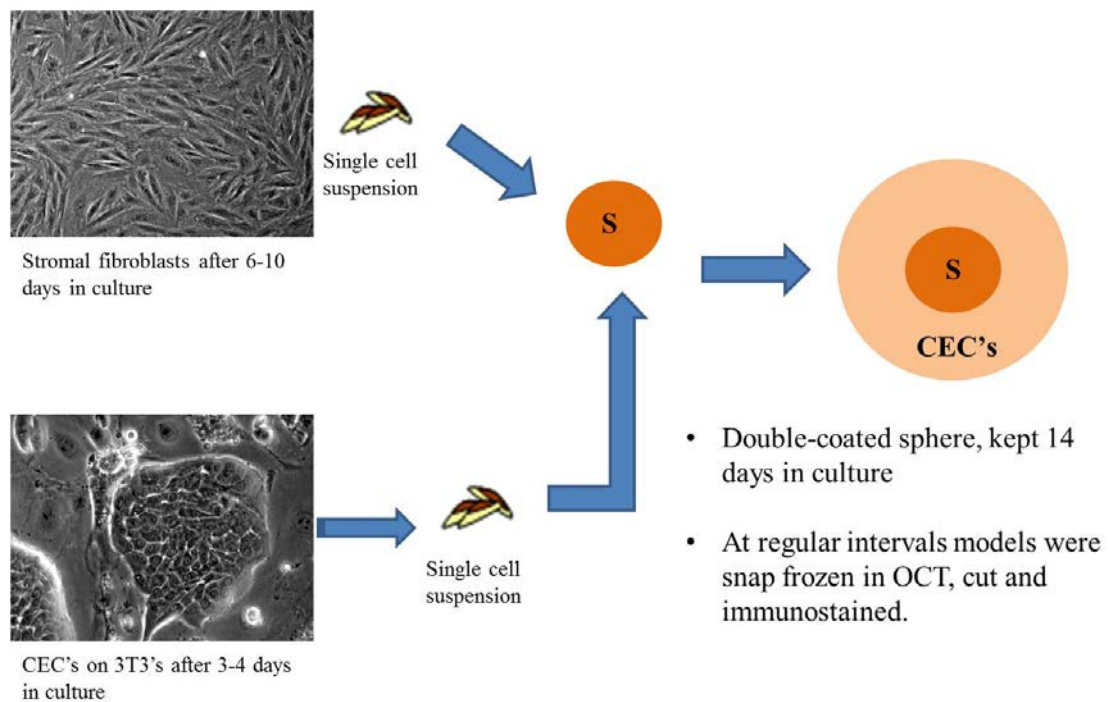 Single cell
suspension
S
Stromal fibroblasts after 6-10
days in culture
S
CEC's
• Double-coated sphere, kept 14
days in culture
• At regular intervals models were
snap frozen in OCT, cut and
immunostained.
Single cell
suspension
CEC's on 3T3's after 3-4 days
in culture